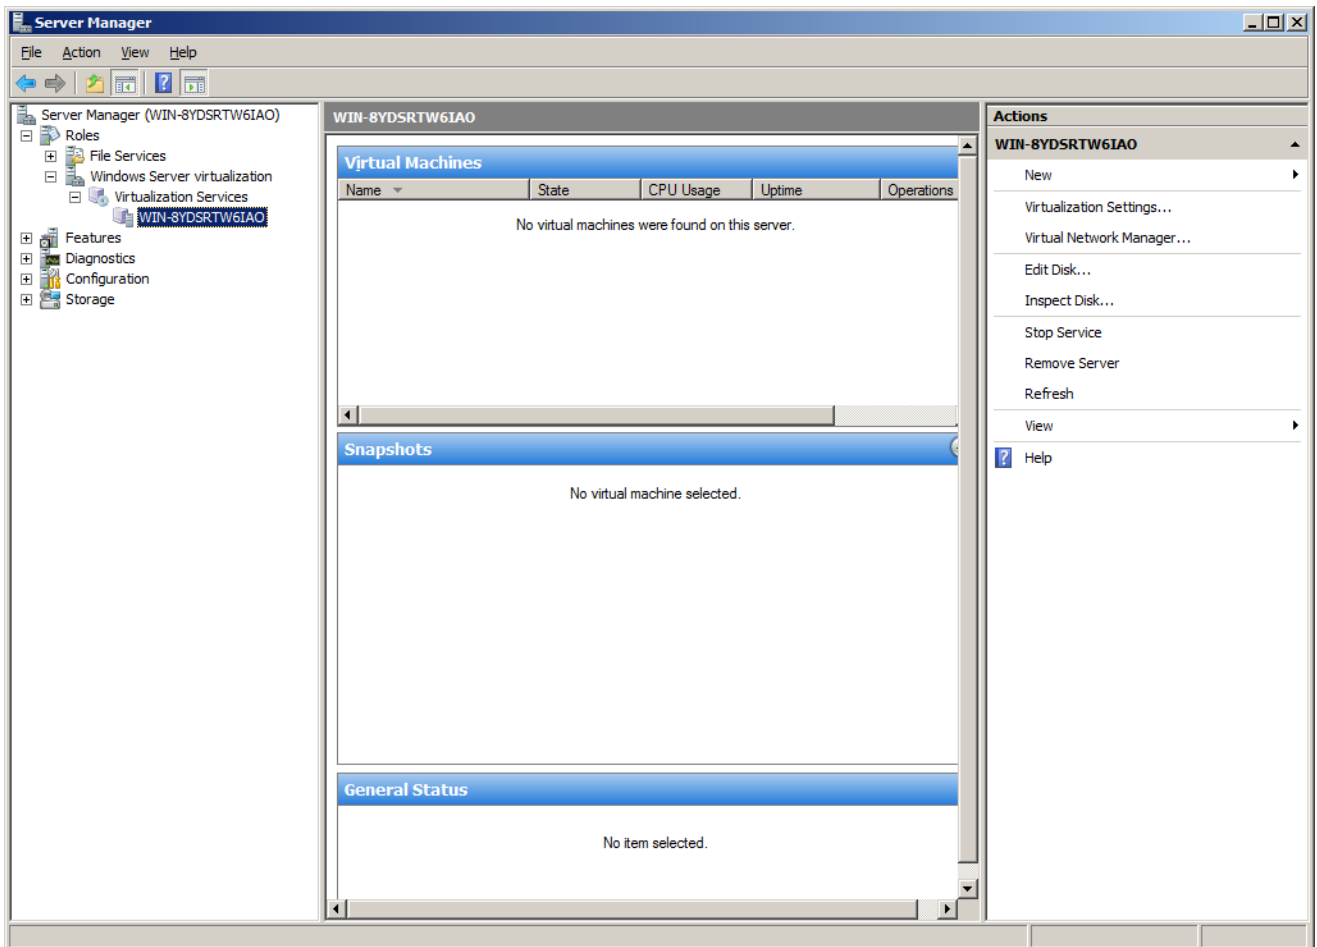 Server Manager
File Action View Help
Server Manager (WIN-8YDSRTW6IAO)
Roles
File Services
Windows Server virtualization
Virtualization Services
WIN-8YDSRTW6IAO
Features
Diagnostics
Configuration
Storage
WIN-8YDSRTW6IAO
Virtual Machines
Name State CPU Usage Uptime Operations
No virtual machines were found on this server.
Snapshots
No virtual machine selected.
General Status
No item selected.
Actions
WIN-8YDSRTW6IAO
New
Virtualization Settings...
Virtual Network Manager...
Edit Disk...
Inspect Disk...
Stop Service
Remove Server
Refresh
View
Help